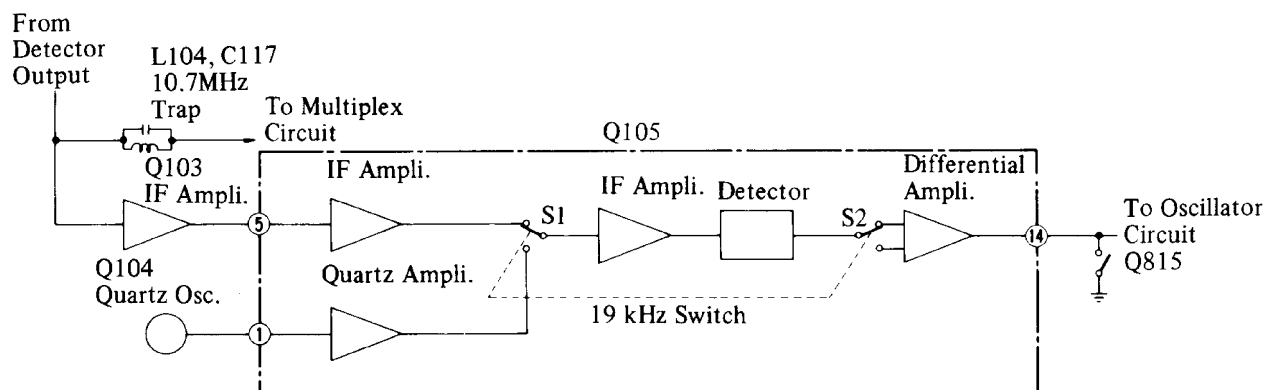 From
Detector
Output
L104, C117
10.7MHz
Trap
To Multiplex
Circuit
Q105
Q103
IF Ampli.
IF Ampli.
IF Ampli.
Detector
Differential
Ampli.
5
S1
S2
14
To Oscillator
Circuit
Q815
Q104
Quartz Osc.
Quartz Ampli.
1
19 kHz Switch